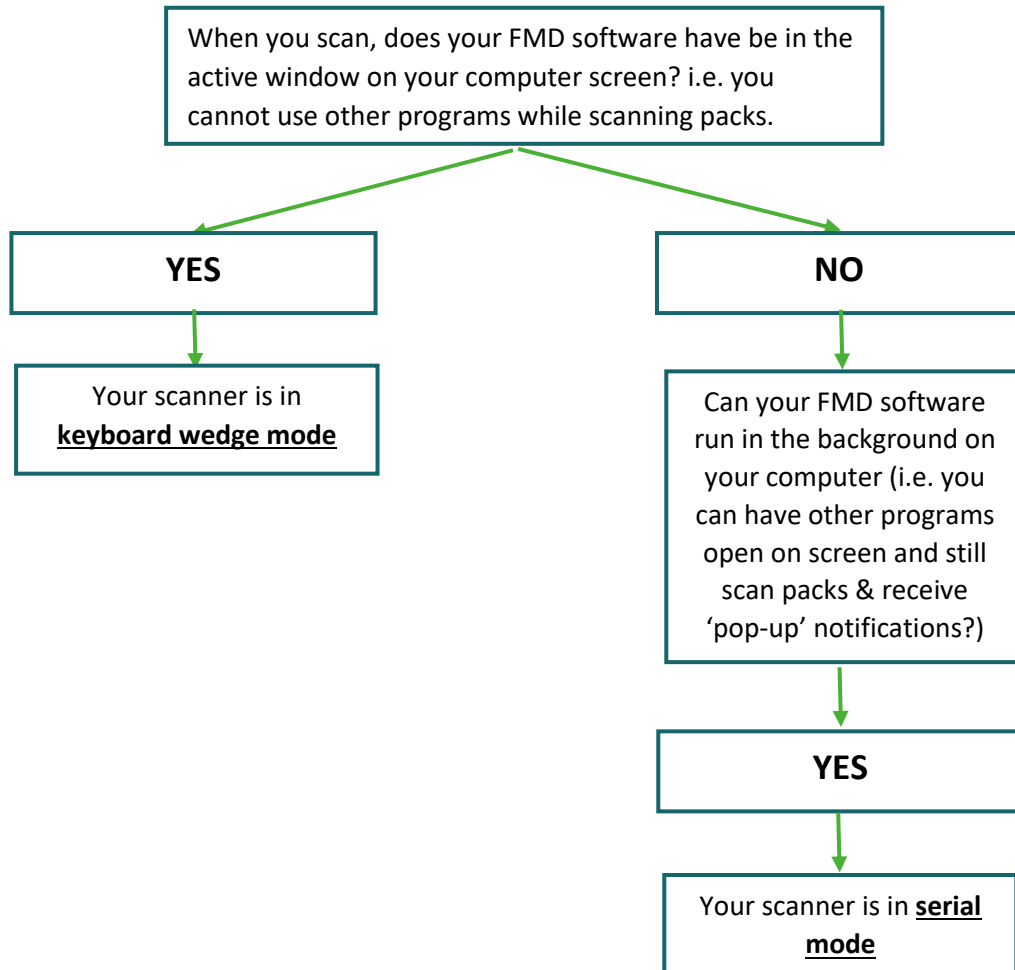 When you scan, does your FMD software have be in the
active window on your computer screen? i.e. you
cannot use other programs while scanning packs.
YES
NO
Your scanner is in
keyboard wedge mode
Can your FMD software
run in the background on
your computer (i.e. you
can have other programs
open on screen and still
scan packs & receive
‘pop-up’ notifications?)
YES
Your scanner is in serial
mode